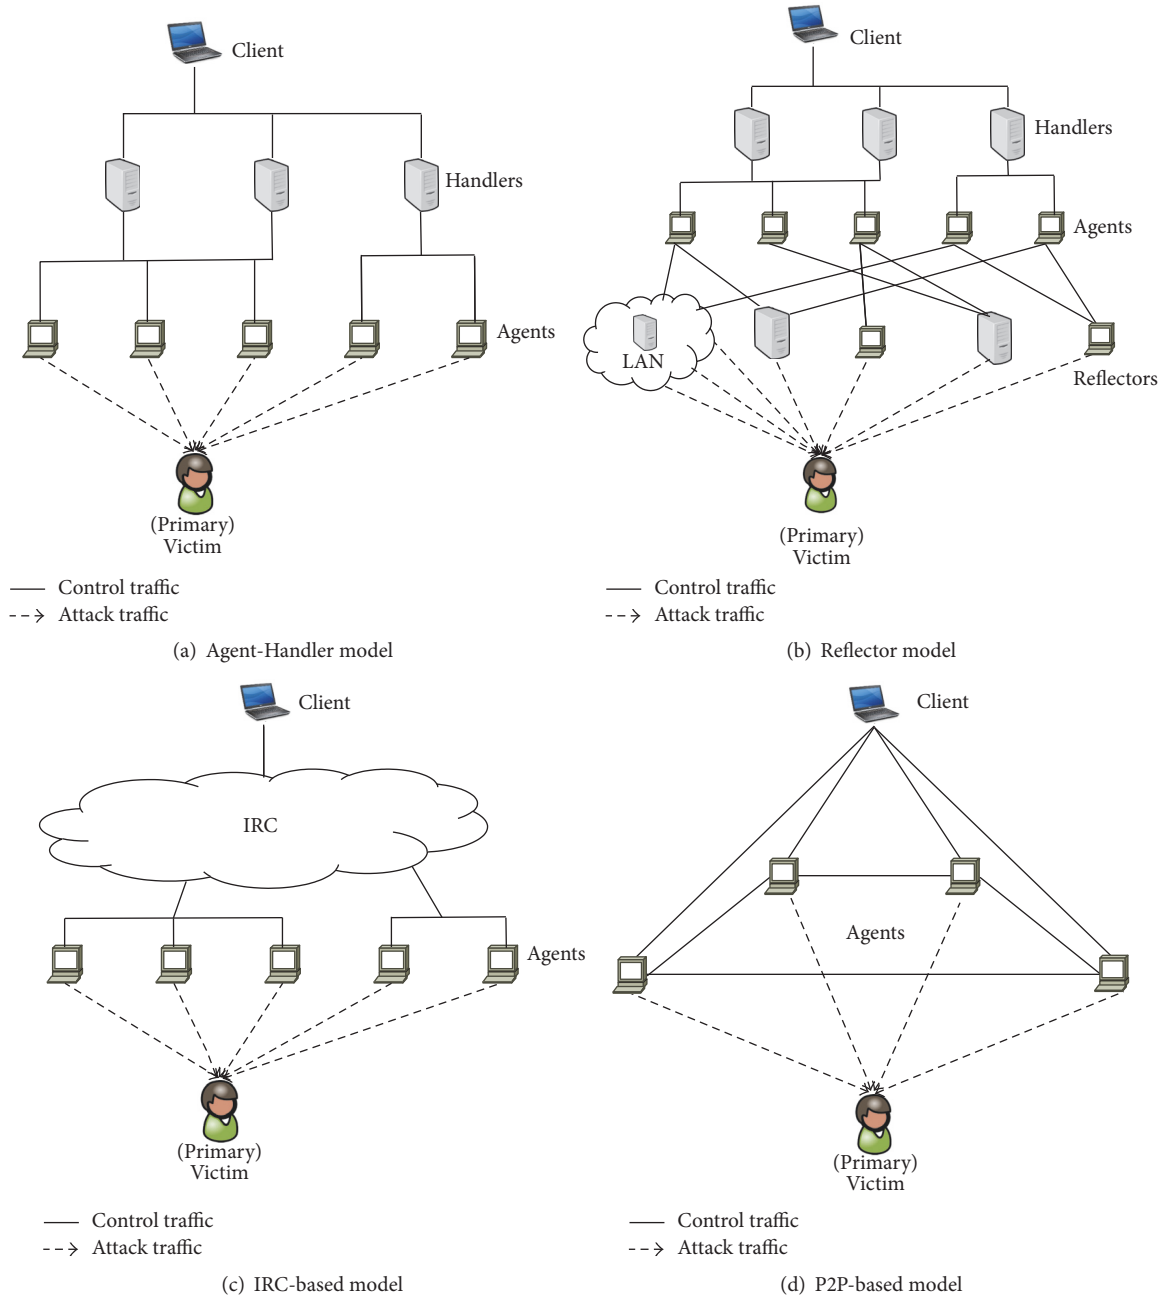 Client
Handlers
Agents
(Primary)
Victim
Control traffic
Attack traffic
(a) Agent-Handler model
Client
Handlers
Agents
LAN
Reflectors
(Primary)
Victim
Control traffic
Attack traffic
(b) Reflector model
Client
IRC
Agents
(Primary)
Victim
Control traffic
Attack traffic
(c) IRC-based model
Client
Agents
(Primary)
Victim
Control traffic
Attack traffic
(d) P2P-based model